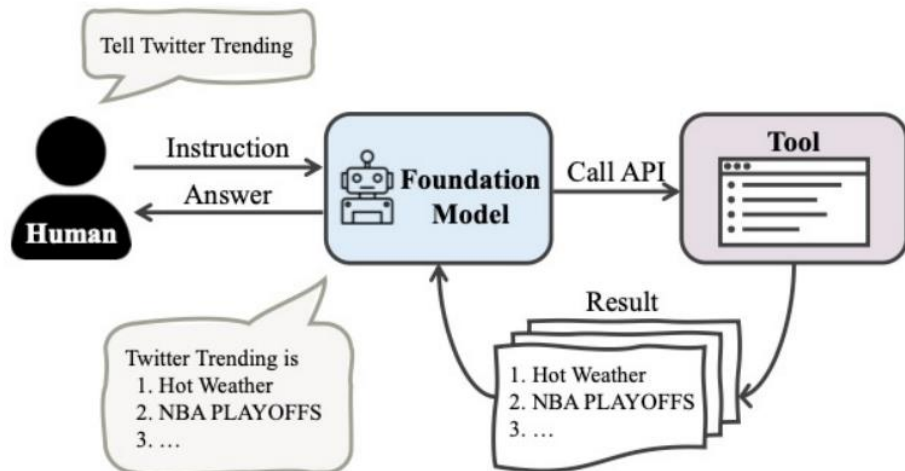 Tell Twitter Trending
Human
Instruction
Answer
Foundation
Model
Call API
Tool
Result
1. Hot Weather
2. NBA PLAYOFFS
3. ...
Twitter Trending is
1. Hot Weather
2. NBA PLAYOFFS
3. ...